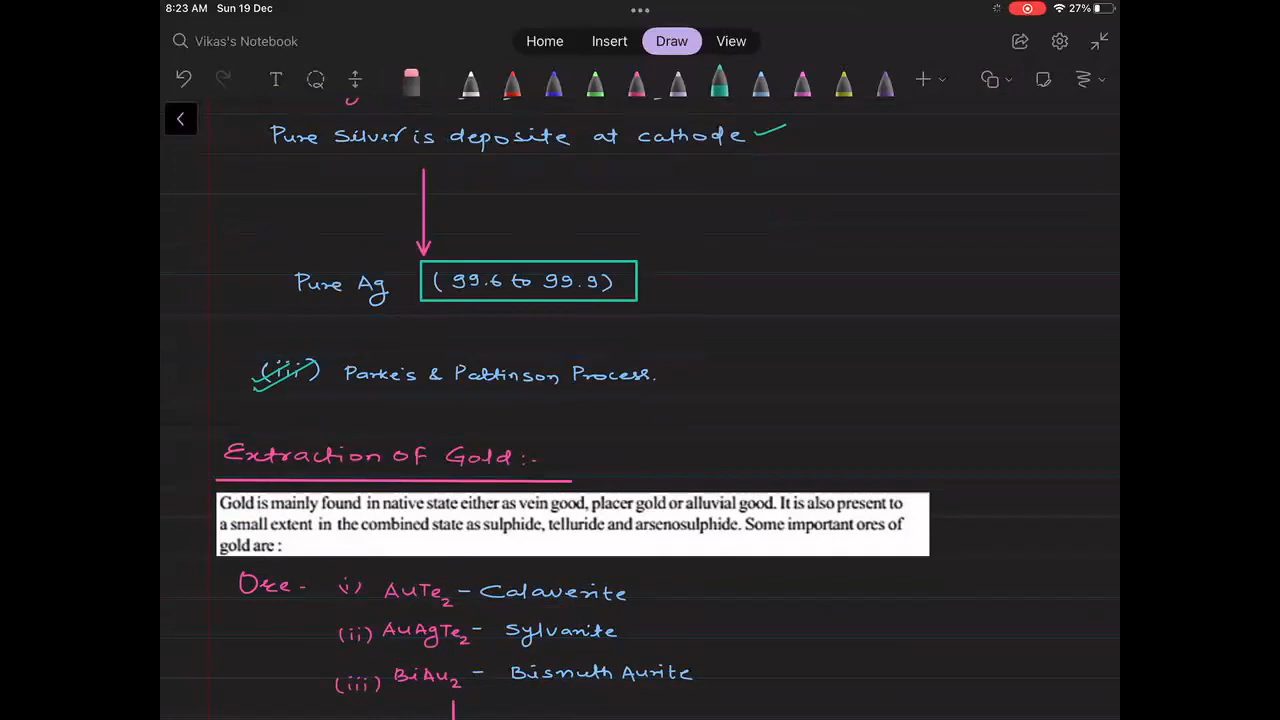 8:23 AM Sun 19 Dec
27%
Vikas's Notebook
Home Insert Draw View
Pure Silver is deposite at cathode
Pure Ag (99.6 to 99.9)
(iii) Parke's & Pattinson Process.
Extraction of Gold:-
Gold is mainly found in native state either as vein good, placer gold or alluvial good. It is also present to
a small extent in the combined state as sulphide, telluride and arsenosulphide. Some important ores of
gold are :
Ore - i) AuTe2 - Calaverite
(ii) AuAgTe2 - Sylvanite
(iii) BiAu2 - Bismuth Aurite